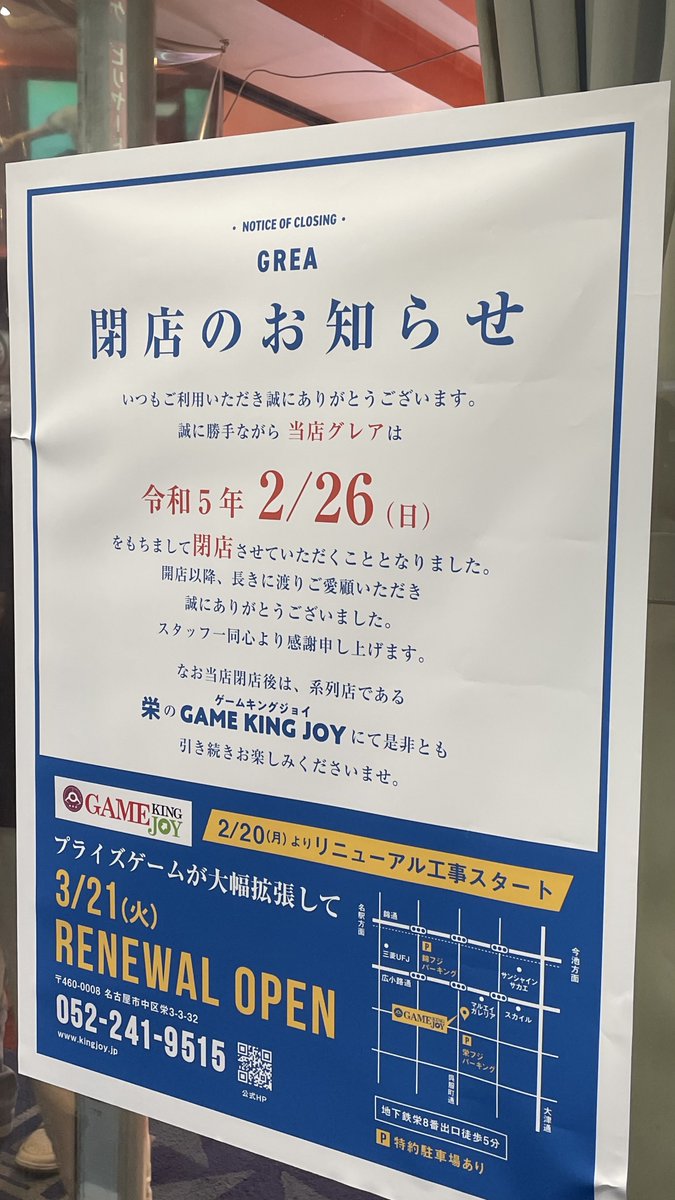 ケ ビリヤード
• NOTICE OF CLOSING •
GREA
閉店のお知らせ
いつもご利用いただき誠にありがとうございます。
誠に勝手ながら 当店グレアは
令和5年 2/26(日)
をもちまして閉店させていただくこととなりました。
開店以降、長きに渡りご愛顧いただき
誠にありがとうございました。
スタッフ一同心より感謝申し上げます。
なお当店閉店後は、系列店である
ゲームキングジョイ
栄の GAME KING JOY にて是非とも
引き続きお楽しみくださいませ。
GAME KING JOY
2/20(月)よりリニューアル工事スタート
プライズゲームが大幅拡張して
3/21(火)
RENEWAL OPEN
〒460-0008 名古屋市中区栄3-3-32
052-241-9515
www.kingjoy.jp
公式HP
名駅方面
錦通
今池方面
三菱UFJ
P 錦フジパーキング
サンシャインサカエ
広小路通
マルエイガレリア
スカイル
GAME KING JOY
P 栄フジパーキング
呉服町通
大津通
地下鉄栄8番出口徒歩5分
P 特約駐車場あり